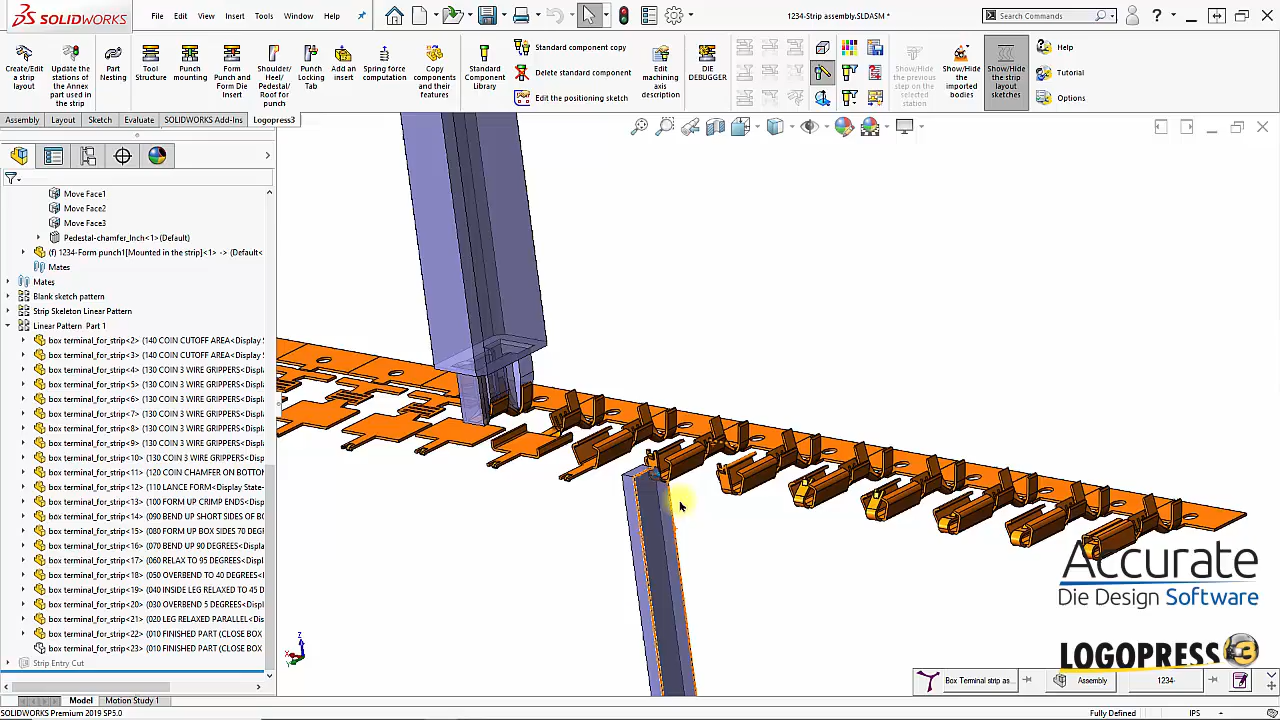 SOLIDWORKS
File Edit View Insert Tools Window Help
1234-Strip assembly.SLDASM *
Search Commands
Create/Edit a strip layout
Update the stations of the Annex part used in the strip
Part Nesting
Tool Structure
Punch mounting
Form Punch and Form Die Insert
Shoulder/ Heel/ Pedestal/ Roof for punch
Punch Locking Tab
Add an insert
Spring force computation
Copy components and their features
Standard Component Library
Standard component copy
Delete standard component
Edit the positioning sketch
Edit machining axis description
DIE DEBUGGER
Show/Hide the previous step on the selected station
Show/Hide the imported bodies
Show/Hide the strip layout sketches
Help
Tutorial
Options
Assembly Layout Sketch Evaluate SOLIDWORKS Add-Ins Logopress3
Move Face1
Move Face2
Move Face3
Pedestal-chamfer_Inch<1>(Default)
(f) 1234-Form punch1[Mounted in the strip]<1> -> (Default<
Mates
Mates
Blank sketch pattern
Strip Skeleton Linear Pattern
Linear Pattern Part 1
box terminal_for_strip<2> (140 COIN CUTOFF AREA<Display
box terminal_for_strip<3> (140 COIN CUTOFF AREA<Display
box terminal_for_strip<4> (130 COIN 3 WIRE GRIPPERS<Displ
box terminal_for_strip<5> (130 COIN 3 WIRE GRIPPERS<Displ
box terminal_for_strip<6> (130 COIN 3 WIRE GRIPPERS<Displ
box terminal_for_strip<7> (130 COIN 3 WIRE GRIPPERS<Displ
box terminal_for_strip<8> (130 COIN 3 WIRE GRIPPERS<Displ
box terminal_for_strip<9> (130 COIN 3 WIRE GRIPPERS<Displ
box terminal_for_strip<10> (130 COIN 3 WIRE GRIPPERS<Disp
box terminal_for_strip<11> (120 COIN CHAMFER ON BOTTOM
box terminal_for_strip<12> (110 LANCE FORM<Display State-
box terminal_for_strip<13> (100 FORM UP CRIMP ENDS<Displ
box terminal_for_strip<14> (090 BEND UP SHORT SIDES OF B
box terminal_for_strip<15> (080 FORM UP BOX SIDES 70 DEG
box terminal_for_strip<16> (070 BEND UP 90 DEGREES<Displ
box terminal_for_strip<17> (060 RELAX TO 95 DEGREES<Displ
box terminal_for_strip<18> (050 OVERBEND TO 40 DEGREES<
box terminal_for_strip<19> (040 INSIDE LEG RELAXED TO 45 D
box terminal_for_strip<20> (030 OVERBEND 5 DEGREES<Displ
box terminal_for_strip<21> (020 LEG RELAXED PARALLEL<Disp
box terminal_for_strip<22> (010 FINISHED PART (CLOSE BOX
box terminal_for_strip<23> (010 FINISHED PART (CLOSE BOX
Strip Entry Cut
Z
X
Y
Accurate
Die Design Software
LOGOPRESS 3
Box Terminal strip as...
Assembly
1234-
Model Motion Study 1
SOLIDWORKS Premium 2019 SP5.0
Fully Defined
IPS